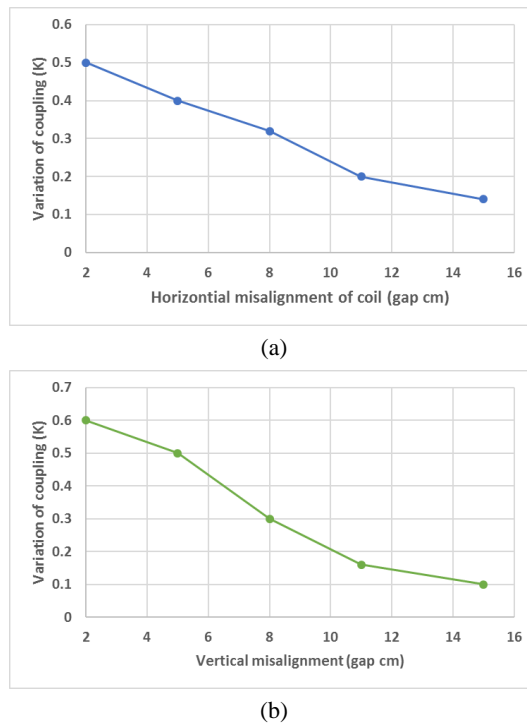 0.6
0.5
0.4
0.3
0.2
0.1
0
Variation of coupling (K)
2 4 6 8 10 12 14 16
Horizontial misalignment of coil (gap cm)
(a)
0.7
0.6
0.5
0.4
0.3
0.2
0.1
0
Variation of coupling (K)
2 4 6 8 10 12 14 16
Vertical misalignment (gap cm)
(b)